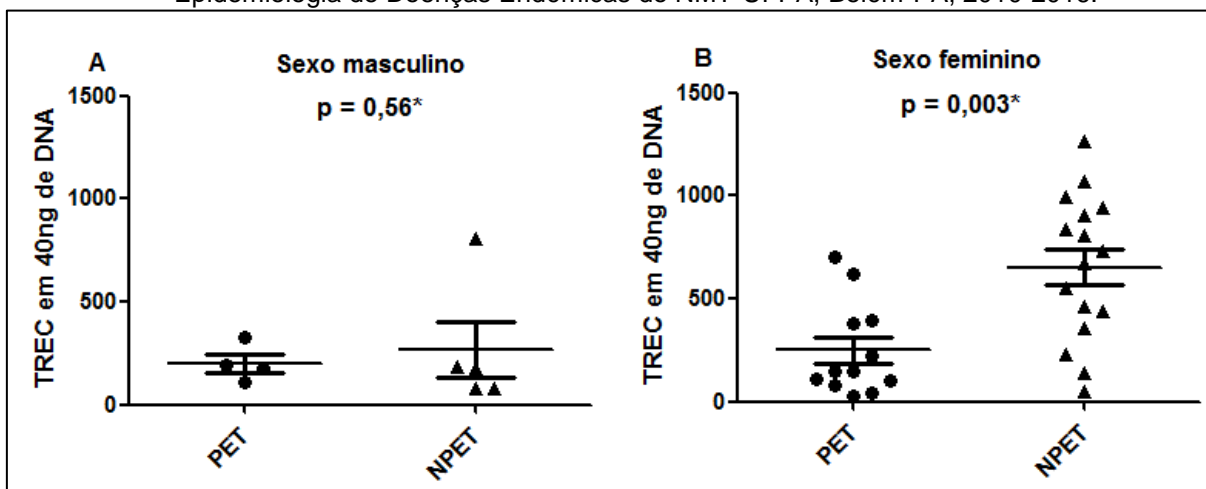 Epidemiologia de Doenças Endêmicas do NMT-UFPA, Belém-PA, 2010-2018.
A
Sexo masculino
p = 0,56*
TREC em 40ng de DNA
1500
1000
500
0
PET
NPET
B
Sexo feminino
p = 0,003*
TREC em 40ng de DNA
1500
1000
500
0
PET
NPET